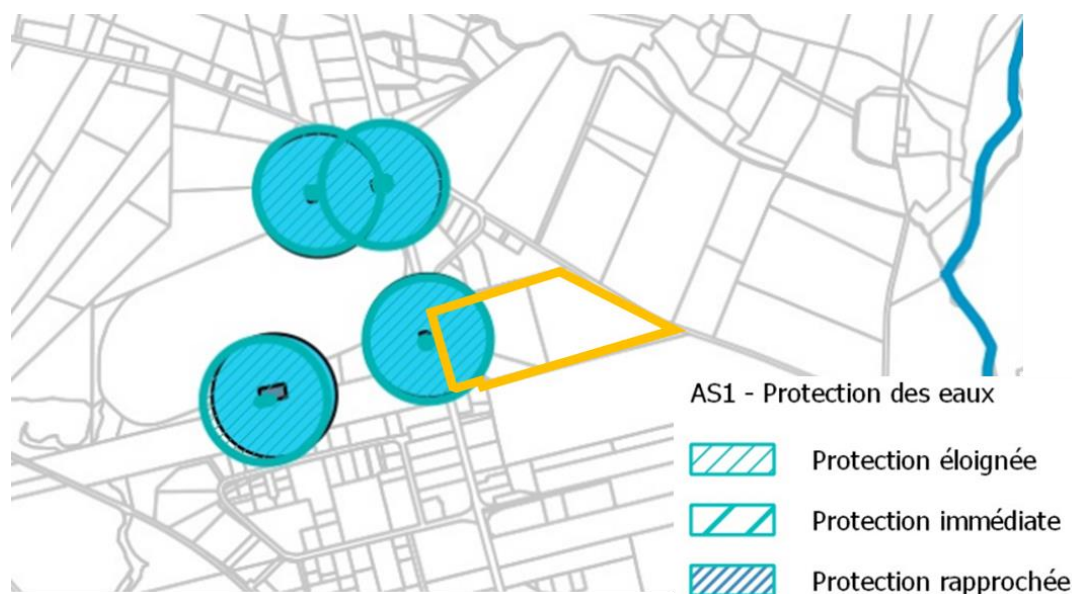 AS1 - Protection des eaux
Protection éloignée
Protection immédiate
Protection rapprochée